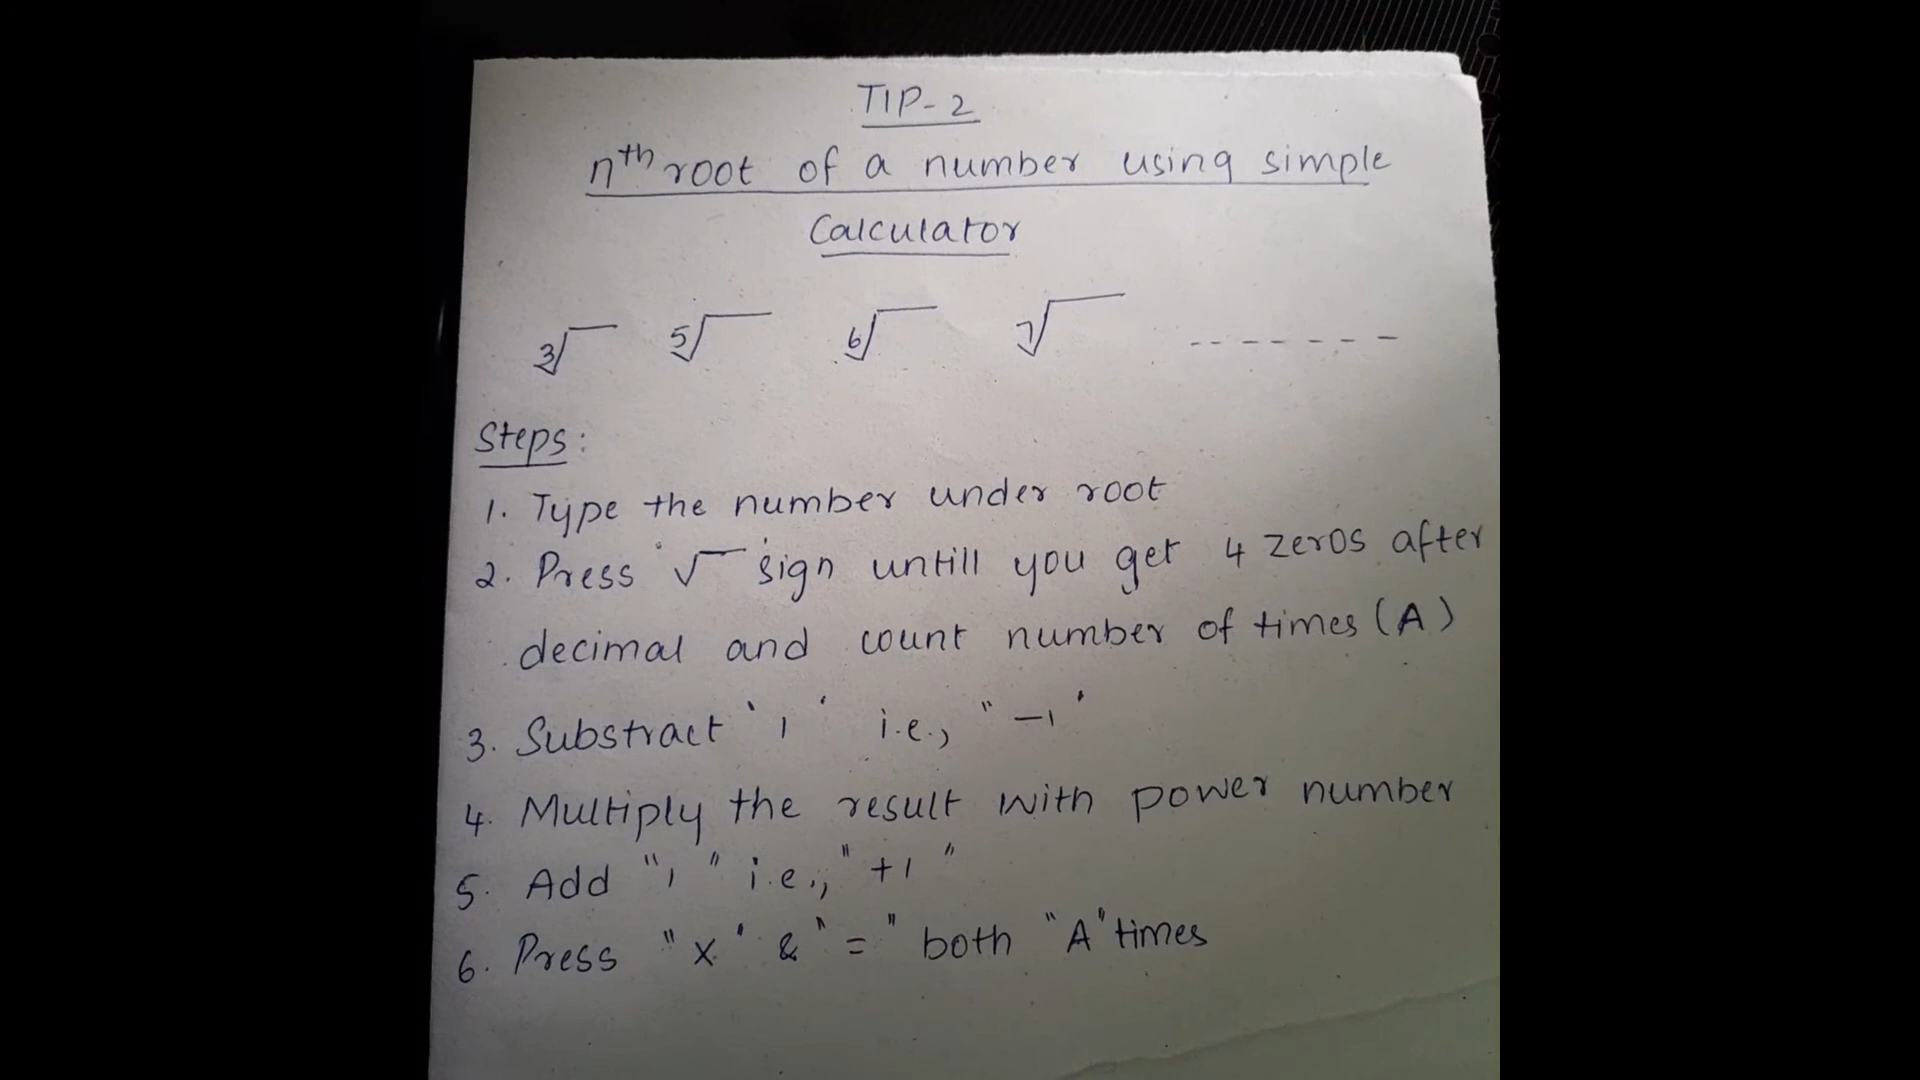 TIP-2
nth root of a number using simple
Calculator
3√ 5√ 6√ 7√ -------
Steps:
1. Type the number under root
2. Press '√' sign untill you get 4 zeros after
decimal and count number of times (A)
3. Substract '1' i.e., "-1'
4. Multiply the result with power number
5. Add "1" i.e., "+1"
6. Press "x' & "=" both "A" times